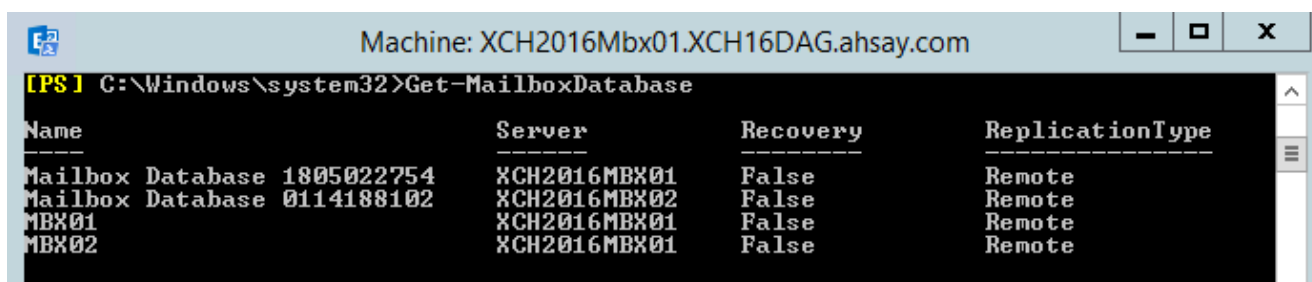 Machine: XCH2016Mbx01.XCH16DAG.ahsay.com
[PS] C:\Windows\system32>Get-MailboxDatabase
Name Server Recovery ReplicationType
---- ------ -------- ---------------
Mailbox Database 1805022754 XCH2016MBX01 False Remote
Mailbox Database 0114188102 XCH2016MBX02 False Remote
MBX01 XCH2016MBX01 False Remote
MBX02 XCH2016MBX01 False Remote